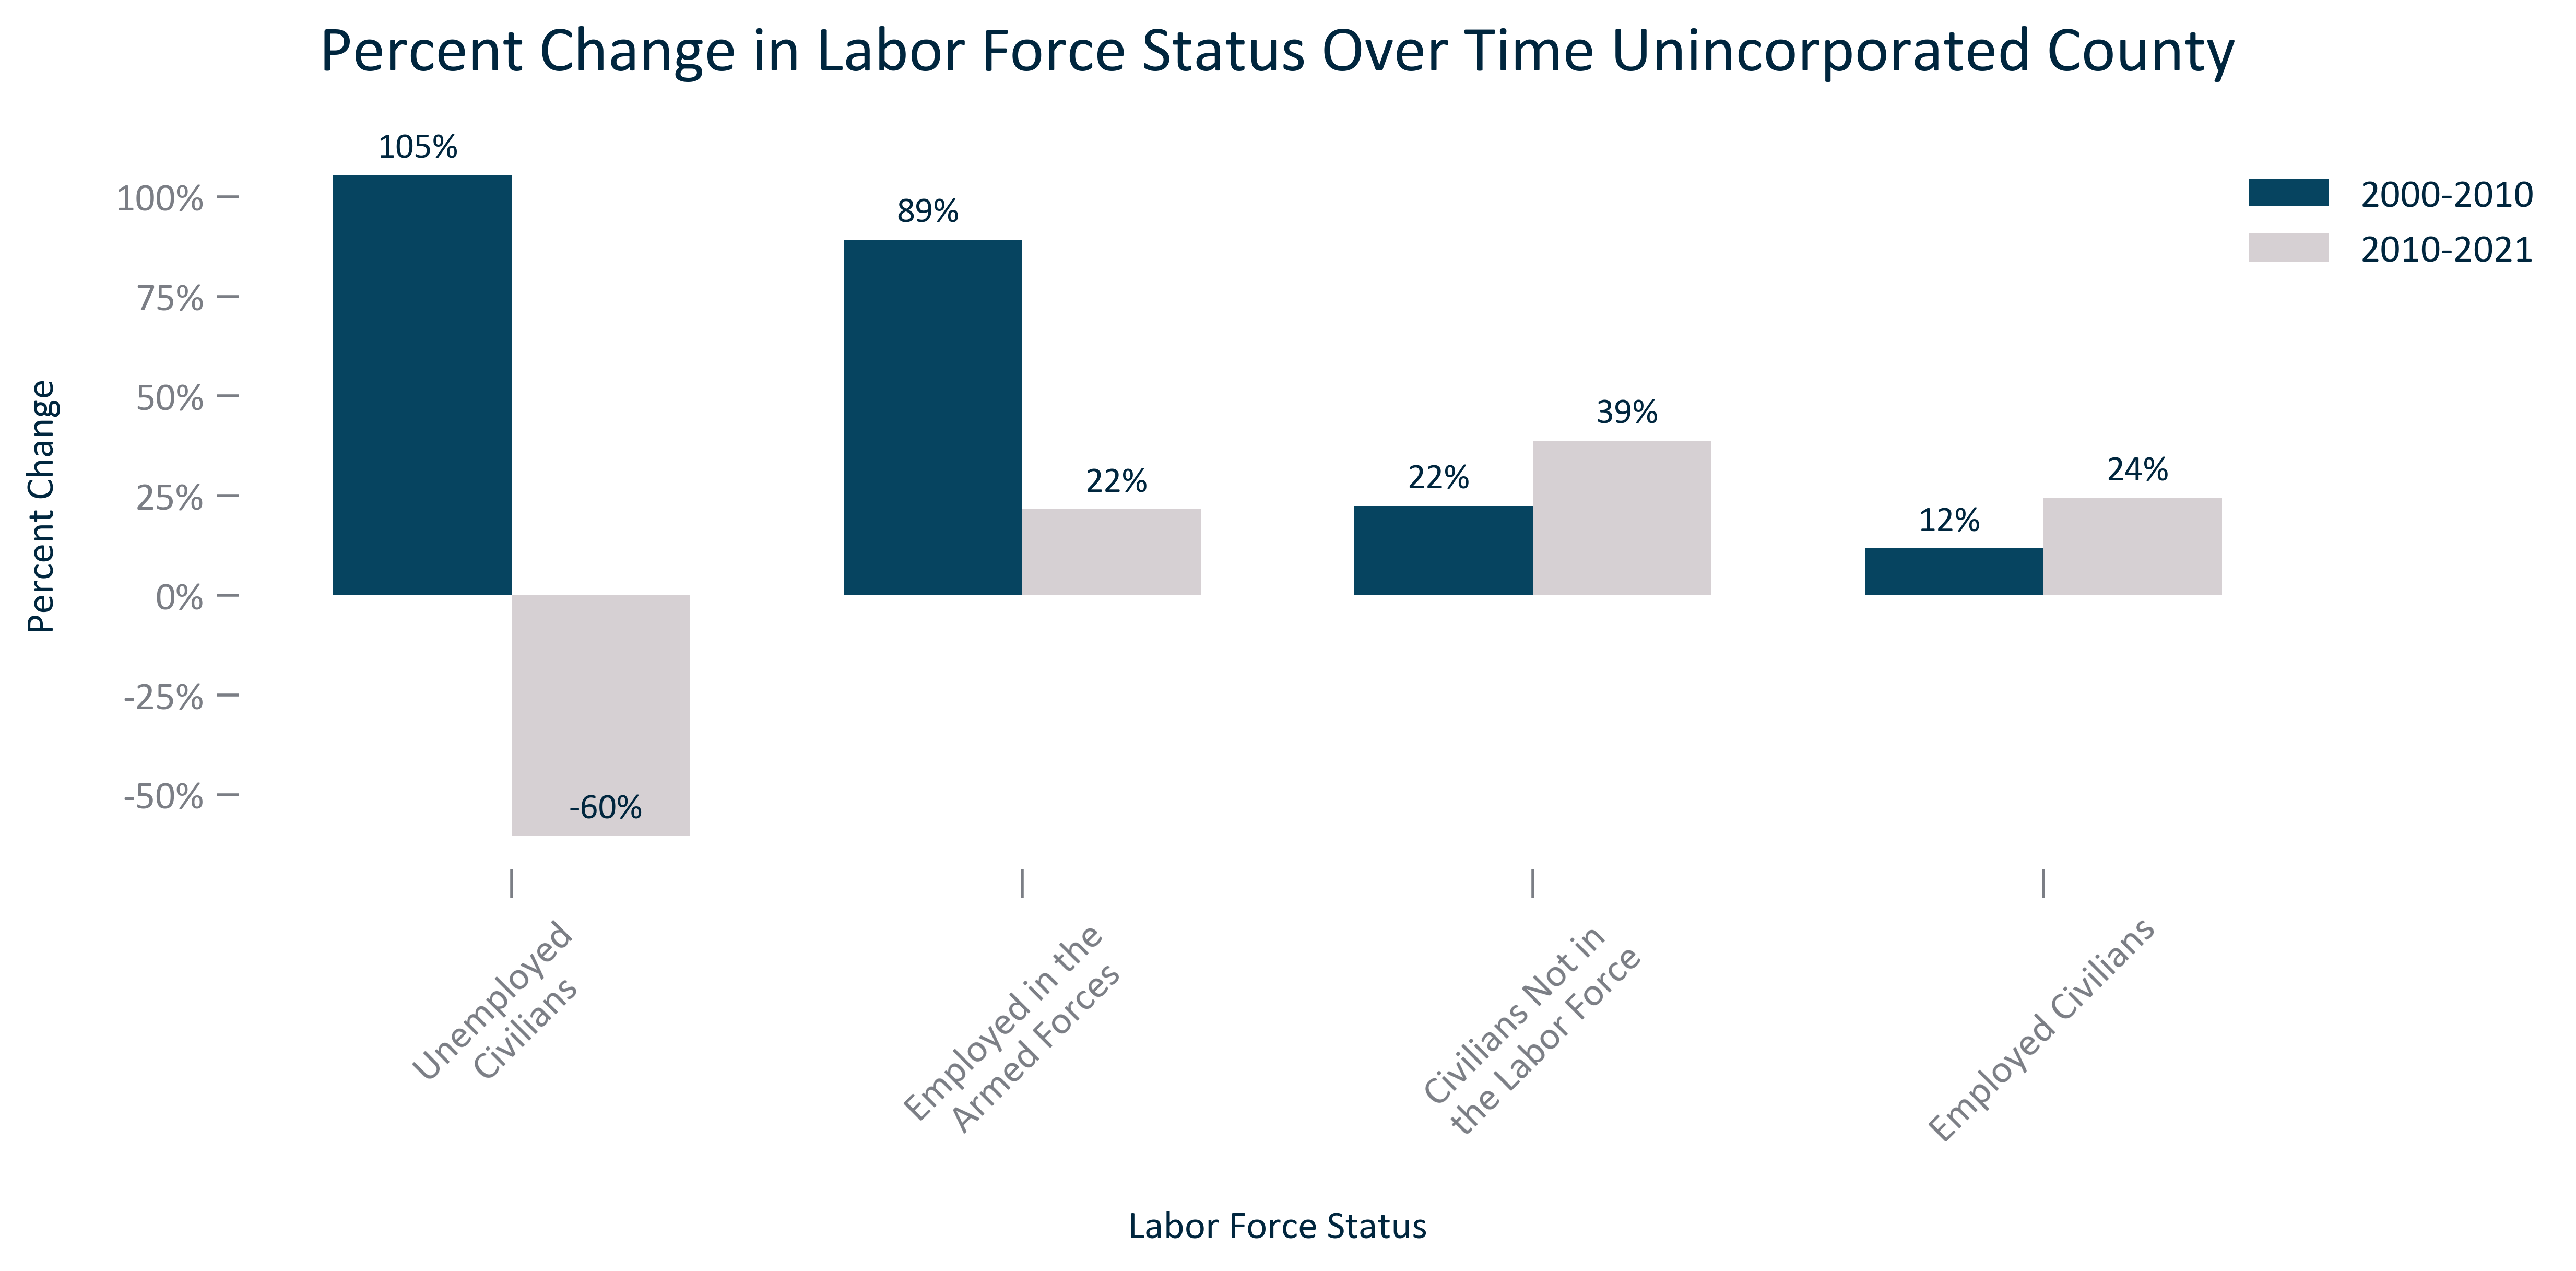 Percent Change in Labor Force Status Over Time Unincorporated County
105%
89%
22%
39%
22%
12%
24%
-60%
2000-2010
2010-2021
100%
75%
50%
25%
0%
-25%
-50%
Percent Change
Unemployed
Civilians
Employed in the
Armed Forces
Civilians Not in
the Labor Force
Employed Civilians
Labor Force Status